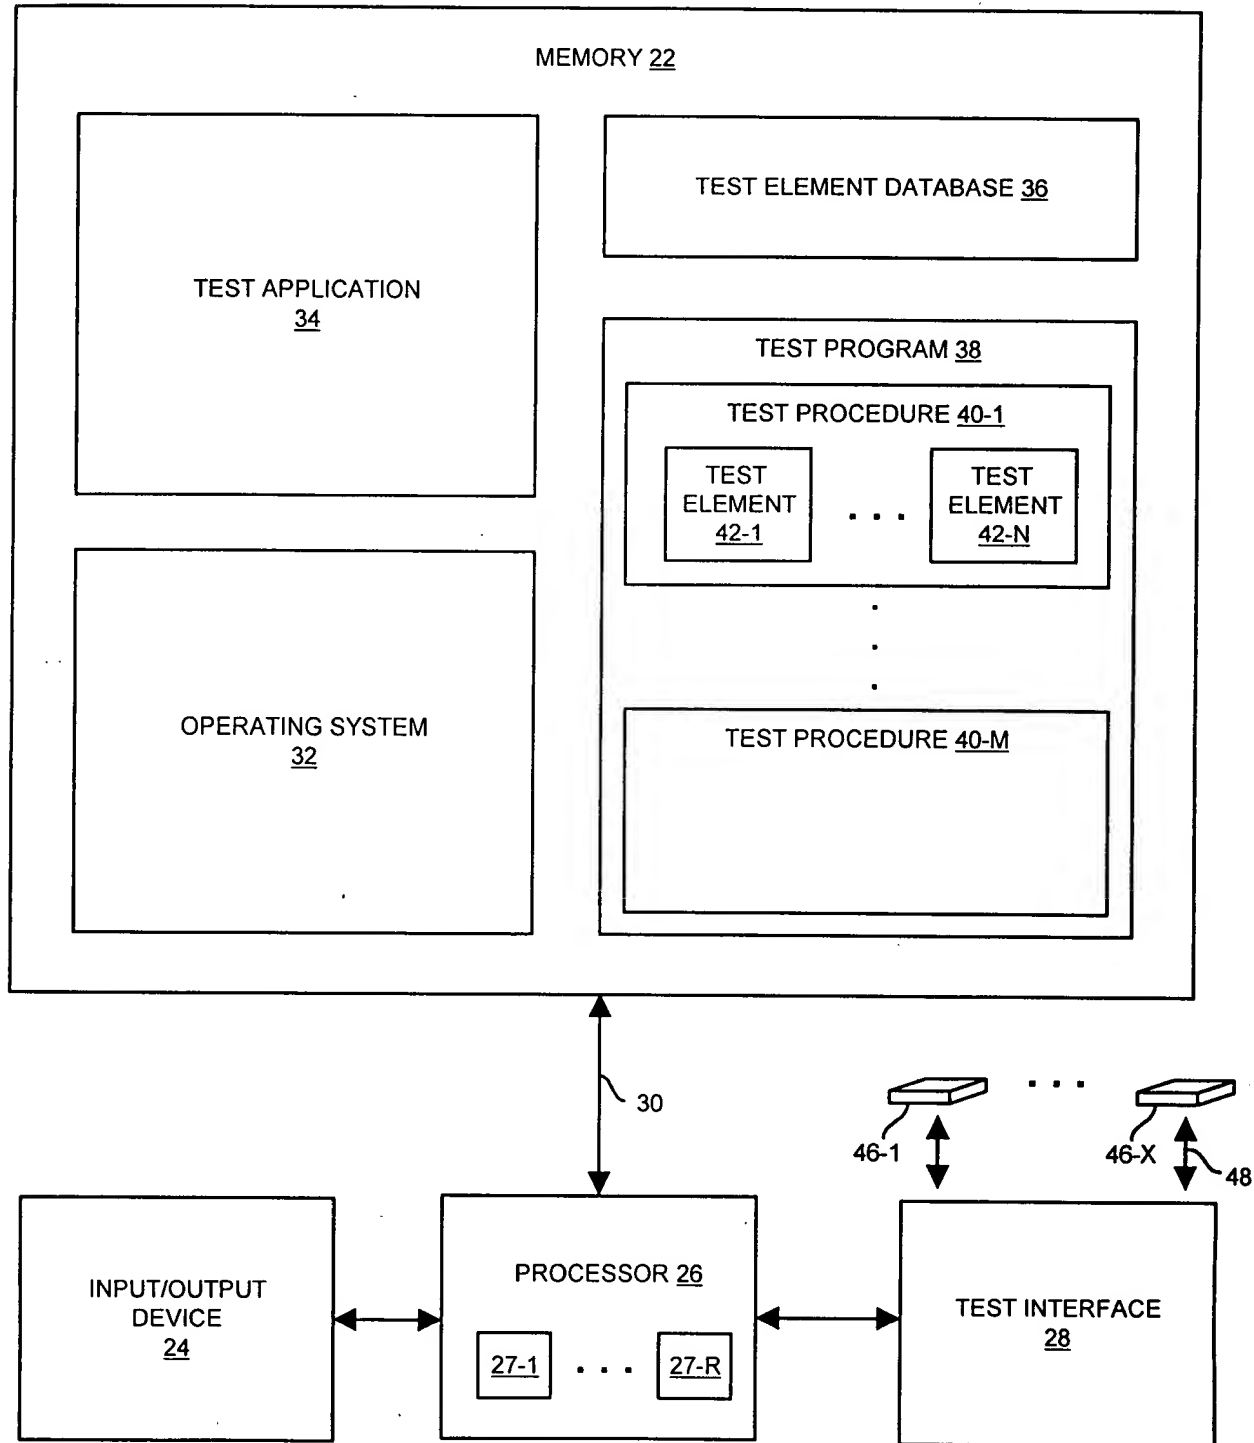 MEMORY 22
TEST APPLICATION
34
TEST ELEMENT DATABASE 36
TEST PROGRAM 38
TEST PROCEDURE 40-1
TEST
ELEMENT
42-1
. . .
TEST
ELEMENT
42-N
OPERATING SYSTEM
32
TEST PROCEDURE 40-M
30
46-1
. . .
46-X
48
INPUT/OUTPUT
DEVICE
24
PROCESSOR 26
27-1 . . . 27-R
TEST INTERFACE
28